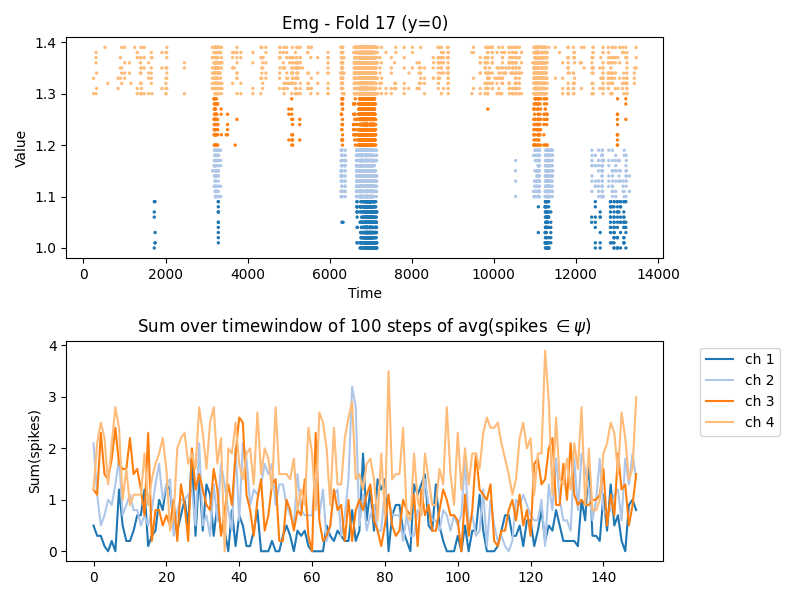 Emg - Fold 17 (y=0)
1.4
1.3
1.2
1.1
1.0
Value
0 2000 4000 6000 8000 10000 12000 14000
Time
Sum over timewindow of 100 steps of avg(spikes ∈ψ)
4
3
2
1
0
Sum(spikes)
0 20 40 60 80 100 120 140
ch 1
ch 2
ch 3
ch 4